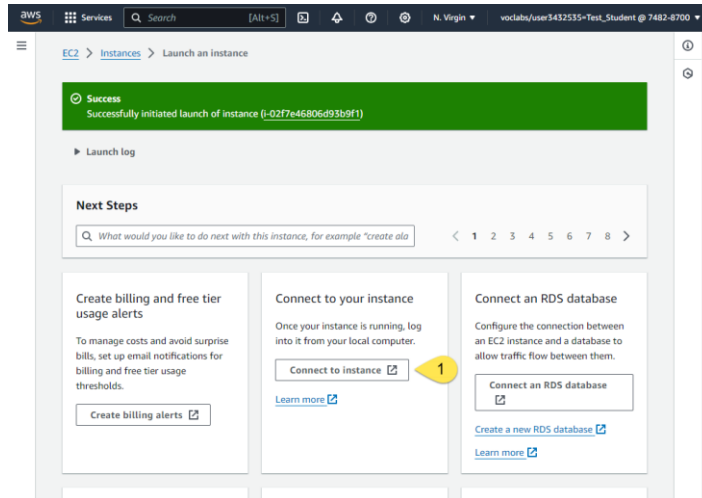 aws
Services
Search
[Alt+S]
N. Virgin
voclabs/user3432535=Test_Student @ 7482-8700
EC2 > Instances > Launch an instance
Success
Successfully initiated launch of instance (i-02f7e46806d93b9f1)
Launch log
Next Steps
What would you like to do next with this instance, for example "create ala
< 1 2 3 4 5 6 7 8 >
Create billing and free tier
usage alerts
To manage costs and avoid surprise
bills, set up email notifications for
billing and free tier usage
thresholds.
Create billing alerts
Connect to your instance
Once your instance is running, log
into it from your local computer.
Connect to instance
1
Learn more
Connect an RDS database
Configure the connection between
an EC2 instance and a database to
allow traffic flow between them.
Connect an RDS database
Create a new RDS database
Learn more